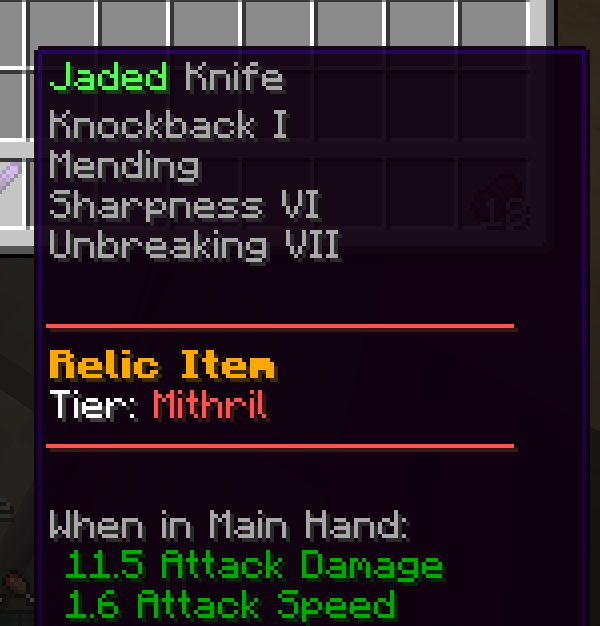 Jaded Knife
Knockback I
Mending
Sharpness VI
Unbreaking VII
Relic Item
Tier: Mithril
When in Main Hand:
11.5 Attack Damage
1.6 Attack Speed